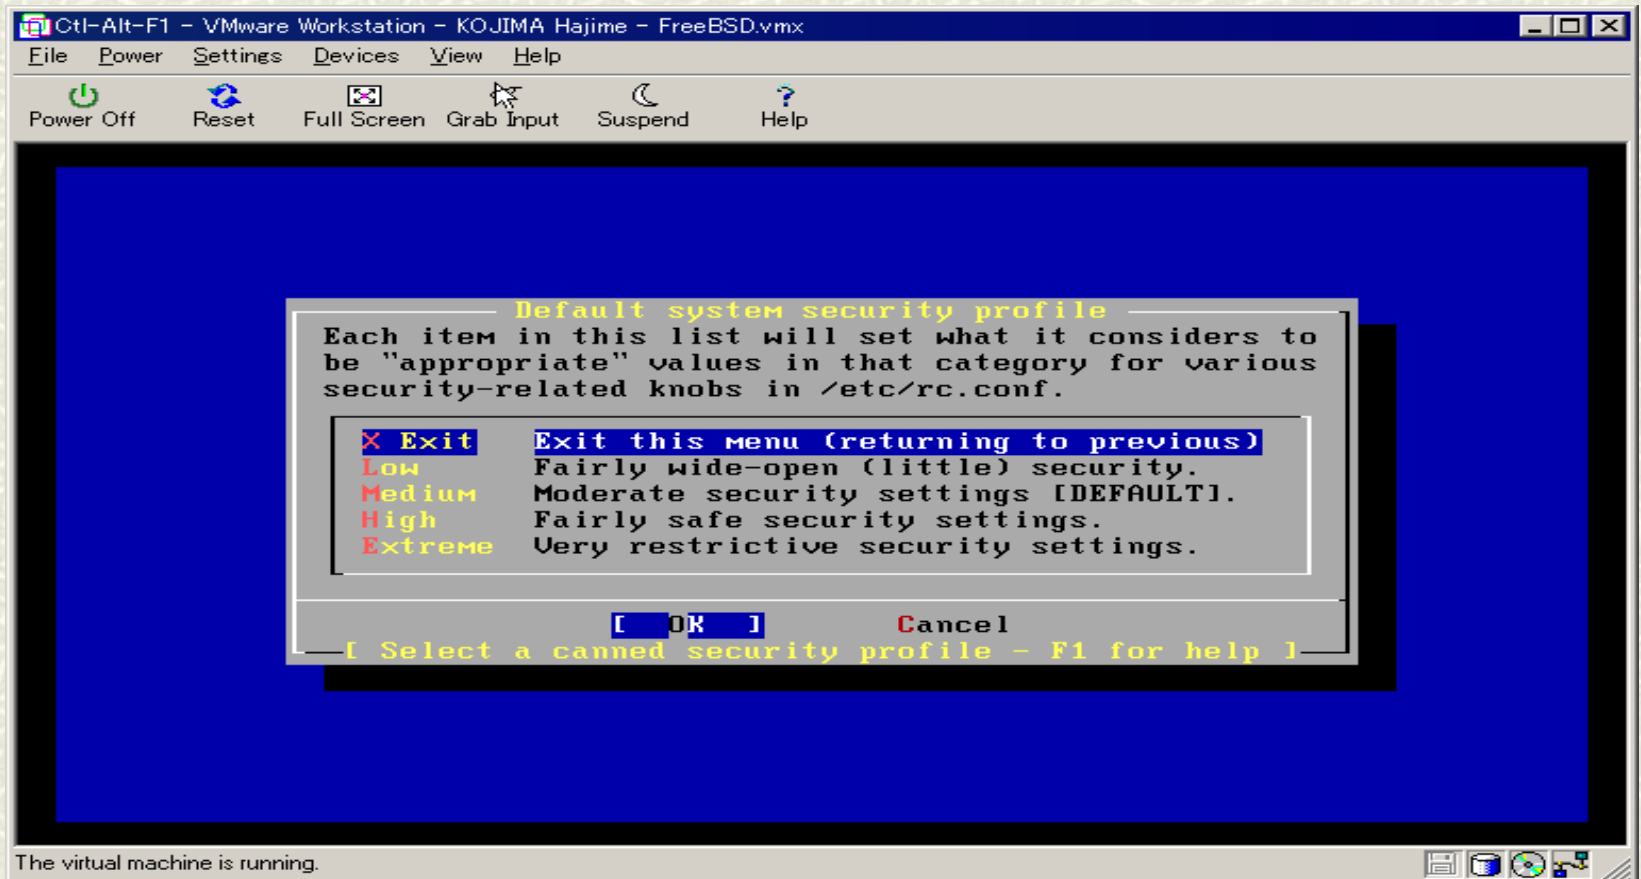 Ctl-Alt-F1 - VMware Workstation - KOJIMA Hajime - FreeBSD.vmx
File Power Settings Devices View Help
Power Off Reset Full Screen Grab Input Suspend Help
Default system security profile
Each item in this list will set what it considers to
be "appropriate" values in that category for various
security-related knobs in /etc/rc.conf.
X Exit Exit this menu (returning to previous)
Low Fairly wide-open (little) security.
Medium Moderate security settings [DEFAULT].
High Fairly safe security settings.
Extreme Very restrictive security settings.
[ OK ] Cancel
[ Select a canned security profile - F1 for help ]
The virtual machine is running.